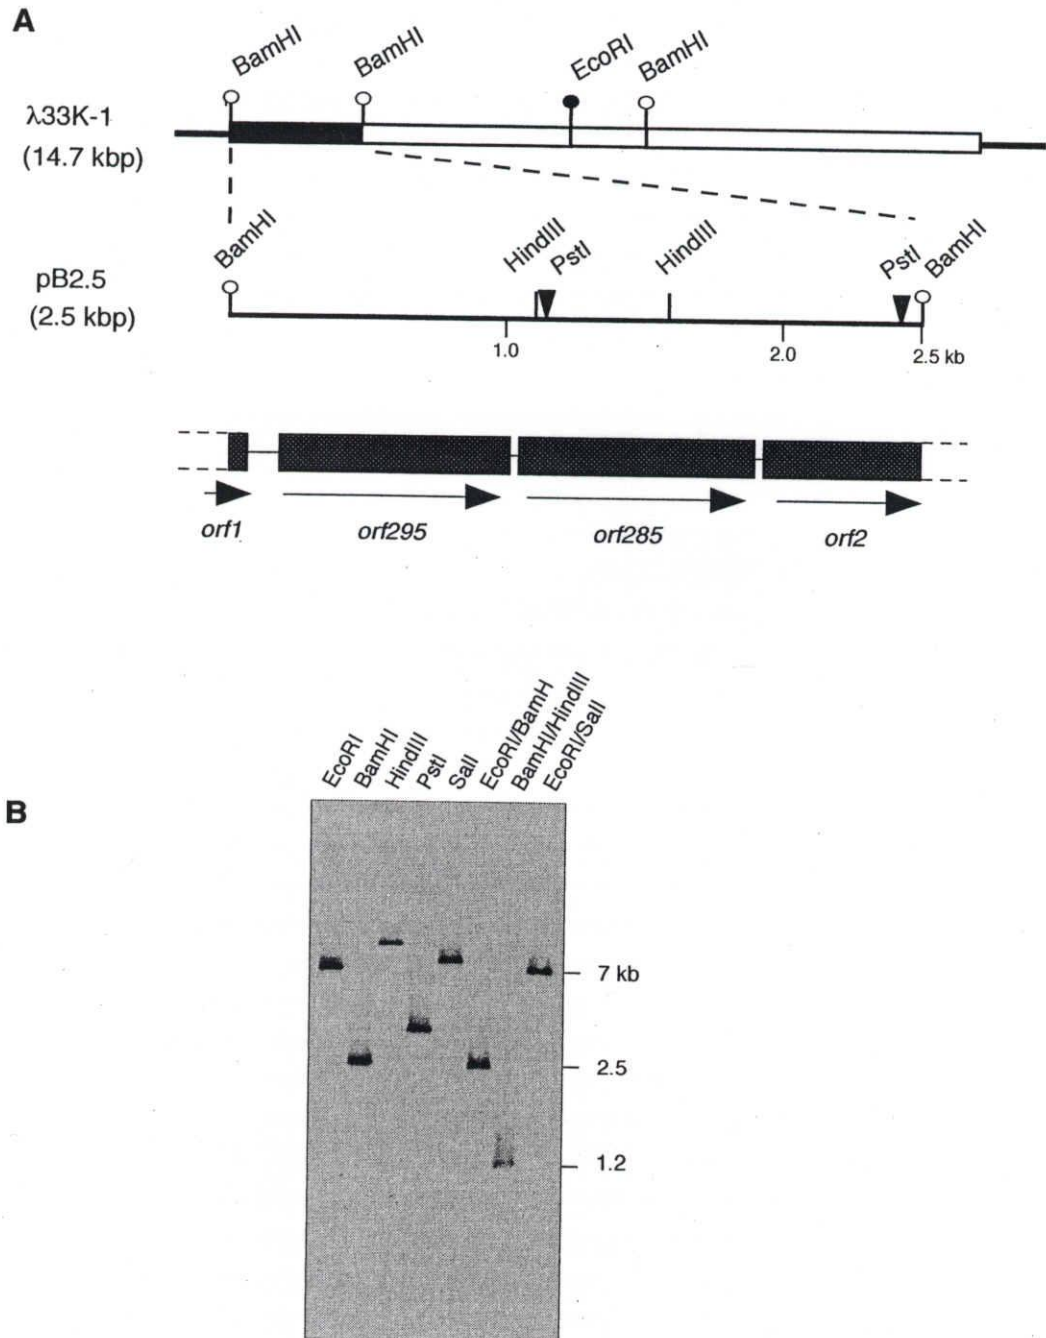 A
BamHI
BamHI
EcoRI
BamHI
λ33K-1
(14.7 kbp)
BamHI
HindIII
PstI
HindIII
PstI
BamHI
pB2.5
(2.5 kbp)
1.0
2.0
2.5 kb
orf1
orf295
orf285
orf2
B
EcoRI
BamHI
HindIII
PstI
SalI
EcoRI/BamH
BamHI/HindIII
EcoRI/SalI
7 kb
2.5
1.2